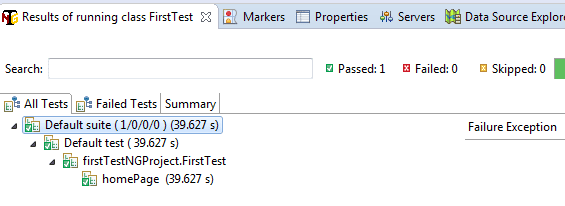 Results of running class FirstTest Markers Properties Servers Data Source Explor
Search: Passed: 1 Failed: 0 Skipped: 0
All Tests Failed Tests Summary
Default suite ( 1/0/0/0 ) (39.627 s) Failure Exception
Default test ( 39.627 s)
firstTestNGProject.FirstTest
homePage (39.627 s)